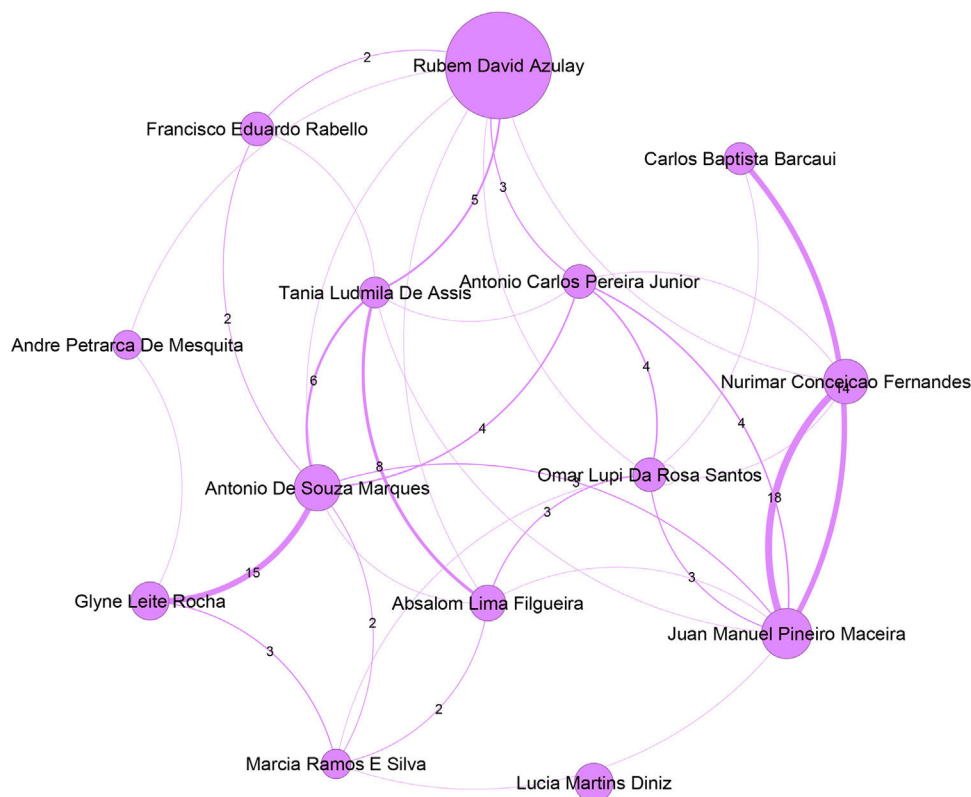 2
Rubem David Azulay
Francisco Eduardo Rabello
Carlos Baptista Barcaui
3
5
Tania Ludmila De Assis
Antonio Carlos Pereira Junior
2
Andre Petrarca De Mesquita
6
4
Nurimar Conceicao Fernandes
14
4
4
8
Antonio De Souza Marques
Omar Lupi Da Rosa Santos
3
18
3
15
3
Glyne Leite Rocha
Absalom Lima Filgueira
2
Juan Manuel Pineiro Maceira
3
2
Marcia Ramos E Silva
Lucia Martins Diniz